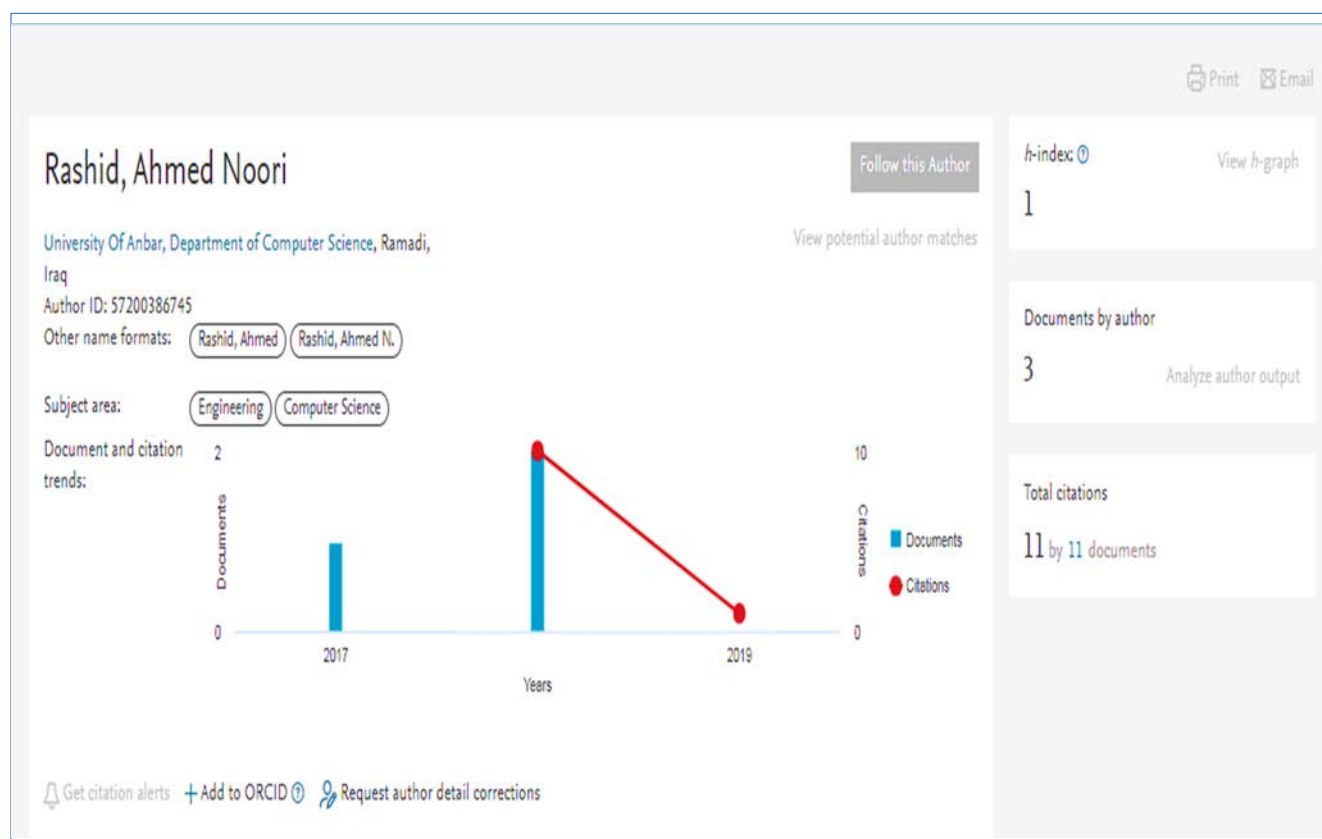 Print Email
Rashid, Ahmed Noori
Follow this Author
University Of Anbar, Department of Computer Science, Ramadi,
Iraq
View potential author matches
Author ID: 57200386745
Other name formats: Rashid, Ahmed Rashid, Ahmed N.
Subject area: Engineering Computer Science
Document and citation
trends:
2
Documents
0
10
Citations
0
2017
2019
Years
Documents
Citations
Get citation alerts +Add to ORCID ? Request author detail corrections
h-index: ?
View h-graph
1
Documents by author
3
Analyze author output
Total citations
11 by 11 documents